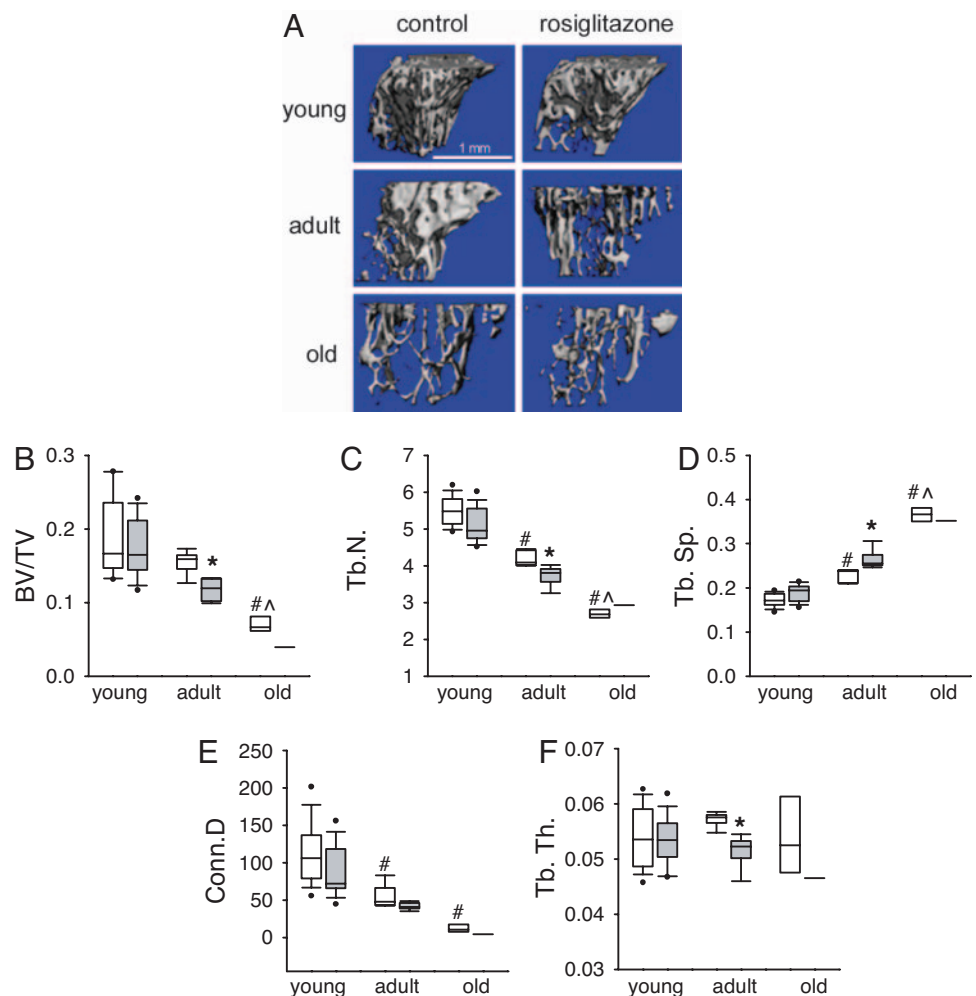 A
control rosiglitazone
young
1 mm
adult
old
B
BV/TV
0.3
0.2
0.1
0.0
*
#^
young adult old
C
Tb.N.
7
6
5
4
3
2
1
#
*
#^
young adult old
D
Tb. Sp.
0.5
0.4
0.3
0.2
0.1
0.0
#
*
#^
young adult old
E
Conn.D
250
200
150
100
50
0
#
#
young adult old
F
Tb. Th.
0.07
0.06
0.05
0.04
0.03
*
young adult old